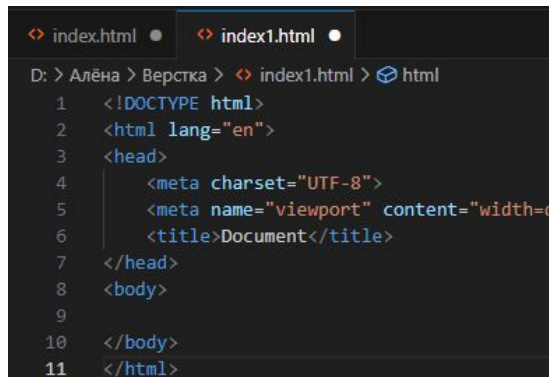 index.html index1.html
D: > Алёна > Верстка > index1.html > html
1 <!DOCTYPE html>
2 <html lang="en">
3 <head>
4 <meta charset="UTF-8">
5 <meta name="viewport" content="width=
6 <title>Document</title>
7 </head>
8 <body>
9
10 </body>
11 </html>